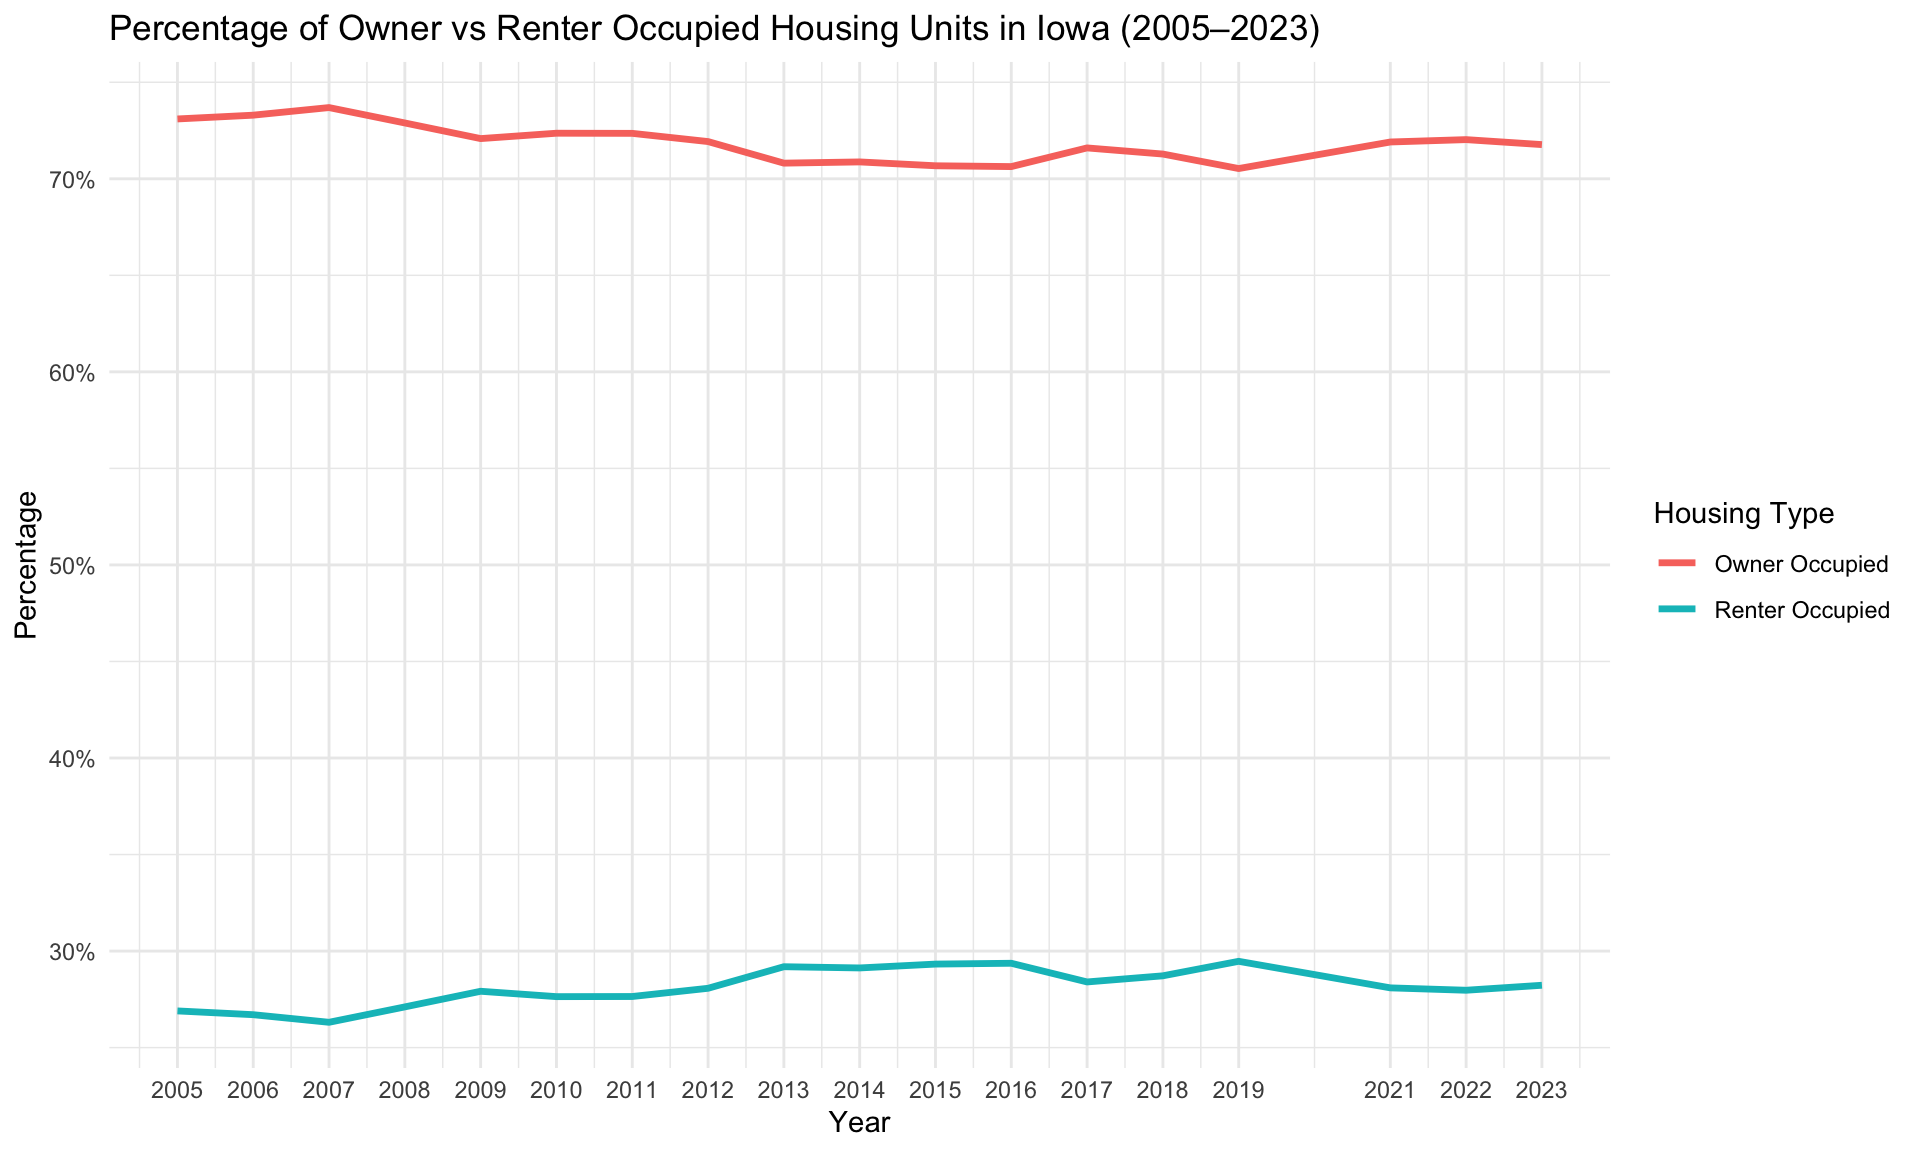 Percentage of Owner vs Renter Occupied Housing Units in Iowa (2005–2023)
Percentage
70%
60%
50%
40%
30%
2005 2006 2007 2008 2009 2010 2011 2012 2013 2014 2015 2016 2017 2018 2019 2021 2022 2023
Year
Housing Type
Owner Occupied
Renter Occupied